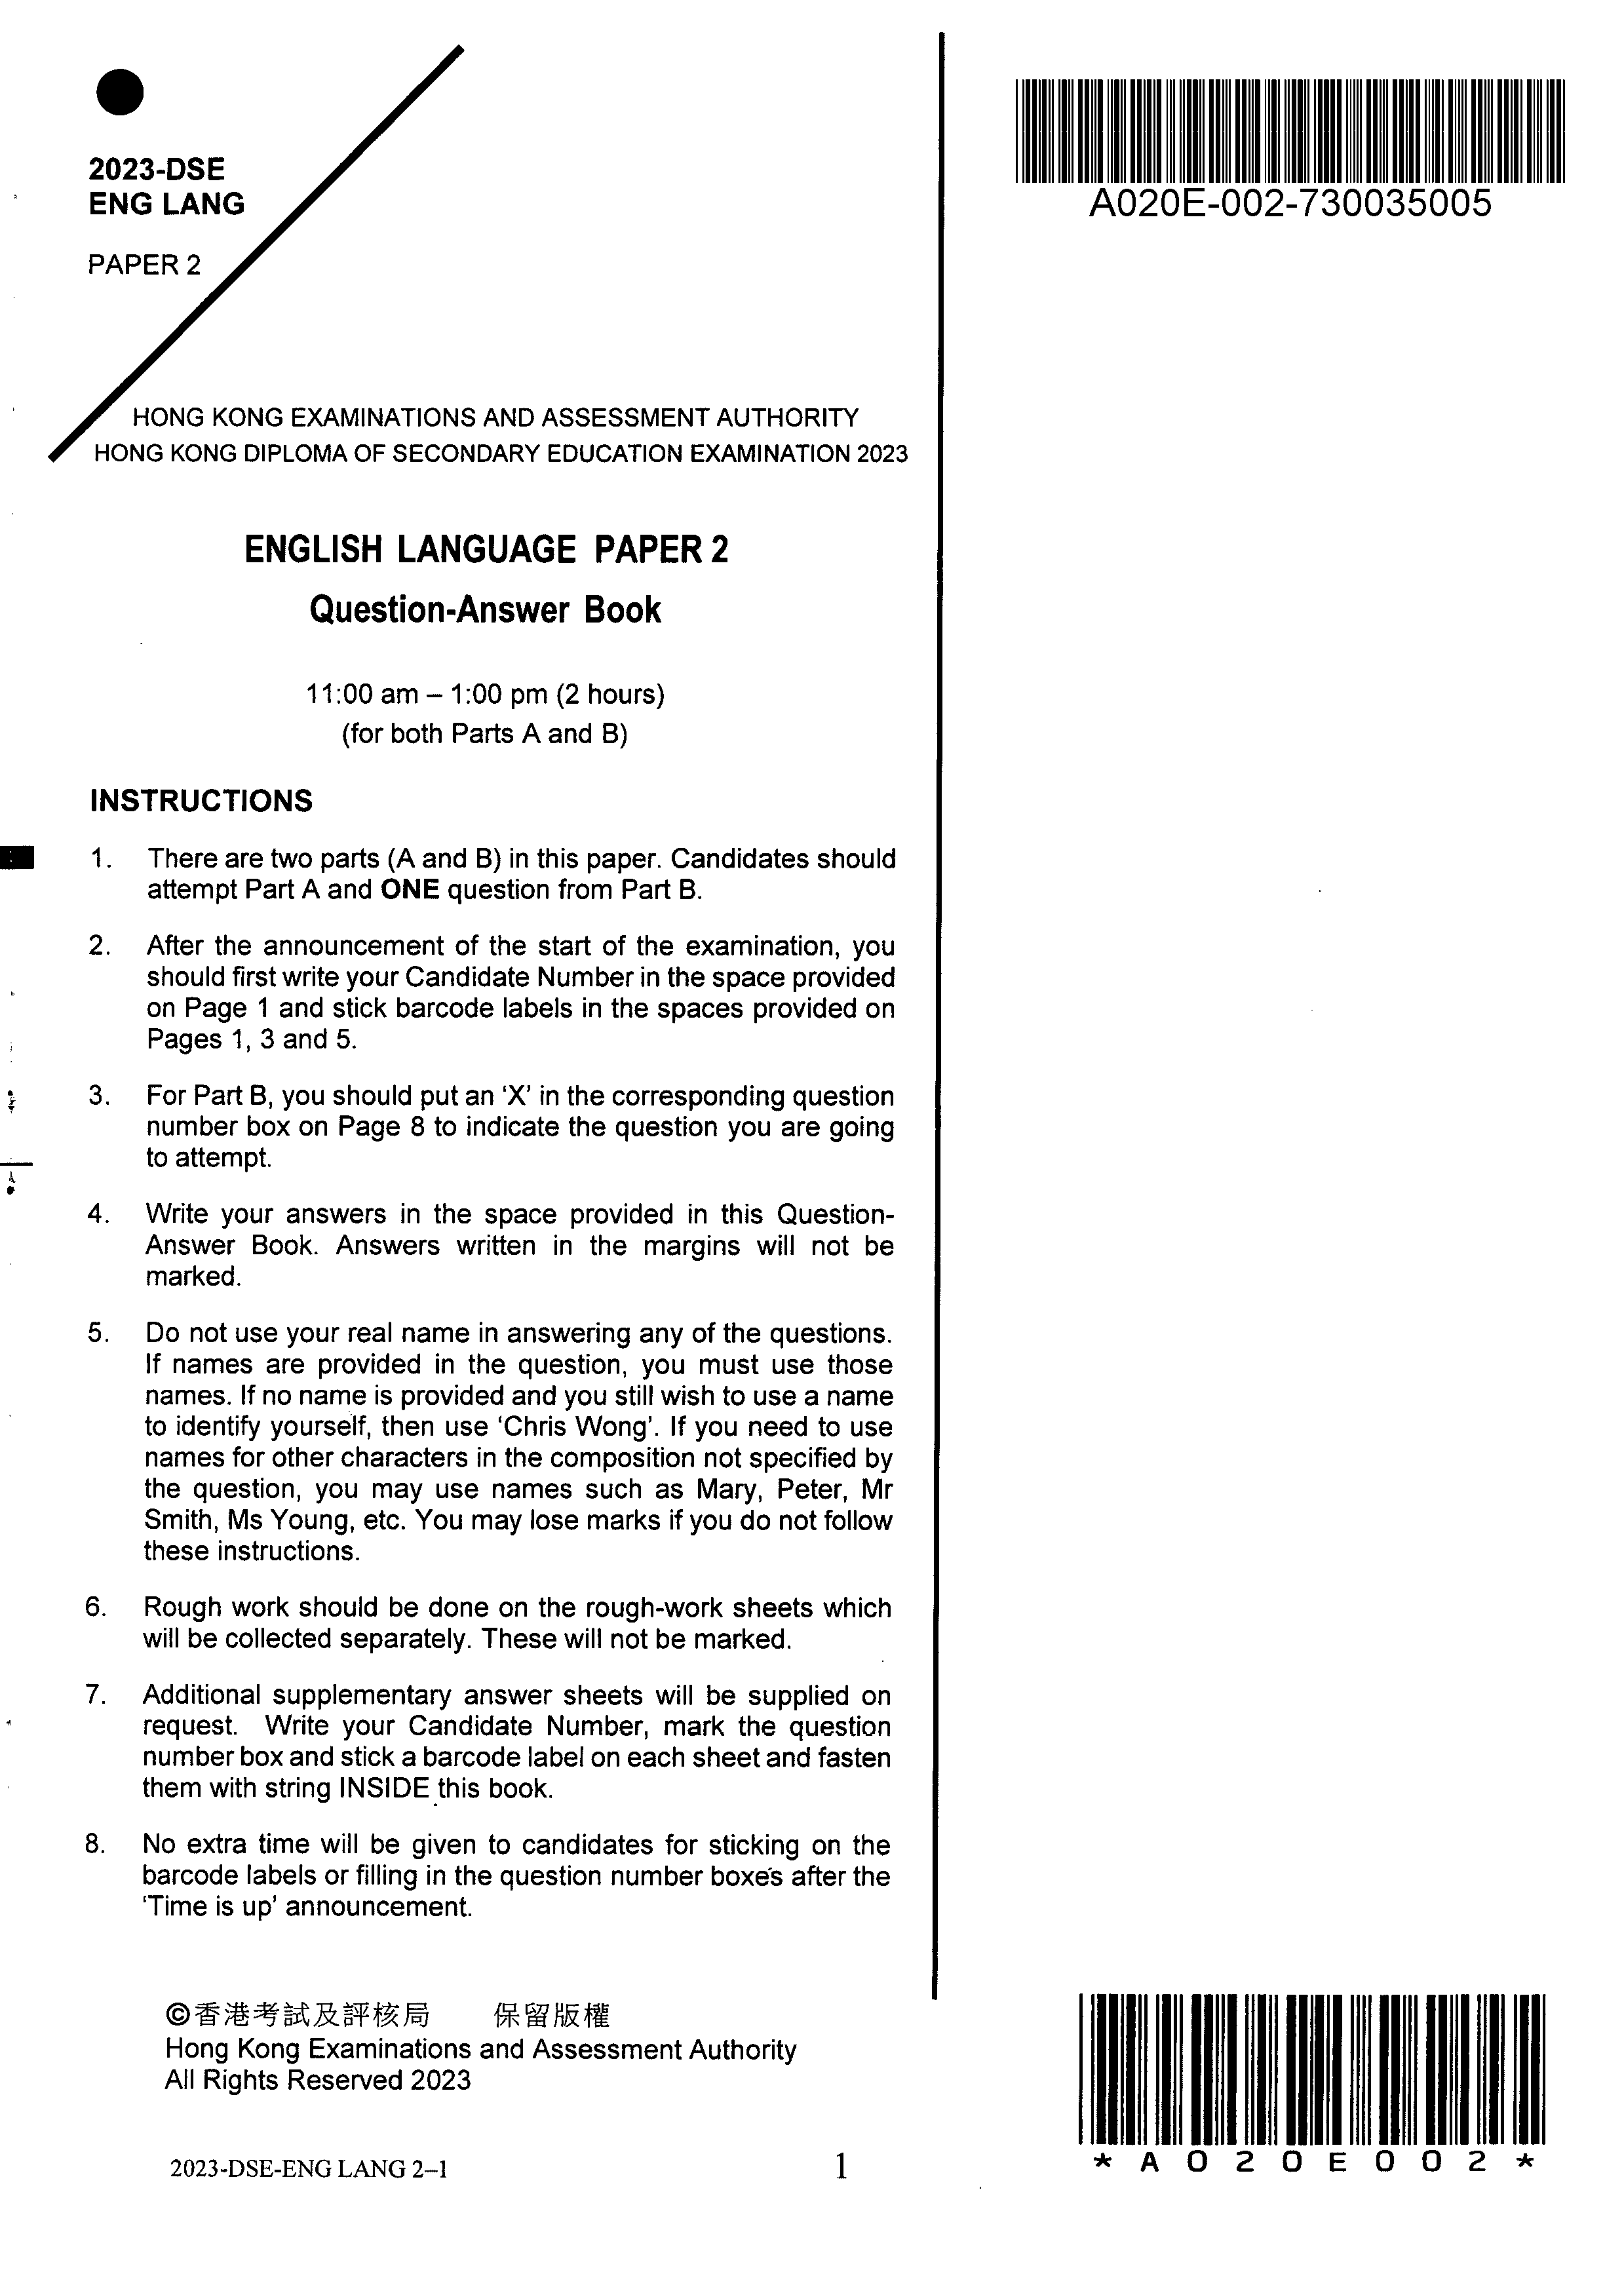 2023-DSE
ENG LANG
PAPER 2
A020E-002-730035005
HONG KONG EXAMINATIONS AND ASSESSMENT AUTHORITY
HONG KONG DIPLOMA OF SECONDARY EDUCATION EXAMINATION 2023
ENGLISH LANGUAGE PAPER 2
Question-Answer Book
11:00 am – 1:00 pm (2 hours)
(for both Parts A and B)
INSTRUCTIONS
1. There are two parts (A and B) in this paper. Candidates should
attempt Part A and ONE question from Part B.
2. After the announcement of the start of the examination, you
should first write your Candidate Number in the space provided
on Page 1 and stick barcode labels in the spaces provided on
Pages 1, 3 and 5.
3. For Part B, you should put an ‘X’ in the corresponding question
number box on Page 8 to indicate the question you are going
to attempt.
4. Write your answers in the space provided in this Question-
Answer Book. Answers written in the margins will not be
marked.
5. Do not use your real name in answering any of the questions.
If names are provided in the question, you must use those
names. If no name is provided and you still wish to use a name
to identify yourself, then use ‘Chris Wong’. If you need to use
names for other characters in the composition not specified by
the question, you may use names such as Mary, Peter, Mr
Smith, Ms Young, etc. You may lose marks if you do not follow
these instructions.
6. Rough work should be done on the rough-work sheets which
will be collected separately. These will not be marked.
7. Additional supplementary answer sheets will be supplied on
request. Write your Candidate Number, mark the question
number box and stick a barcode label on each sheet and fasten
them with string INSIDE this book.
8. No extra time will be given to candidates for sticking on the
barcode labels or filling in the question number boxes after the
‘Time is up’ announcement.
©香港考試及評核局 保留版權
Hong Kong Examinations and Assessment Authority
All Rights Reserved 2023
2023-DSE-ENG LANG 2–1
1
*A020E002*